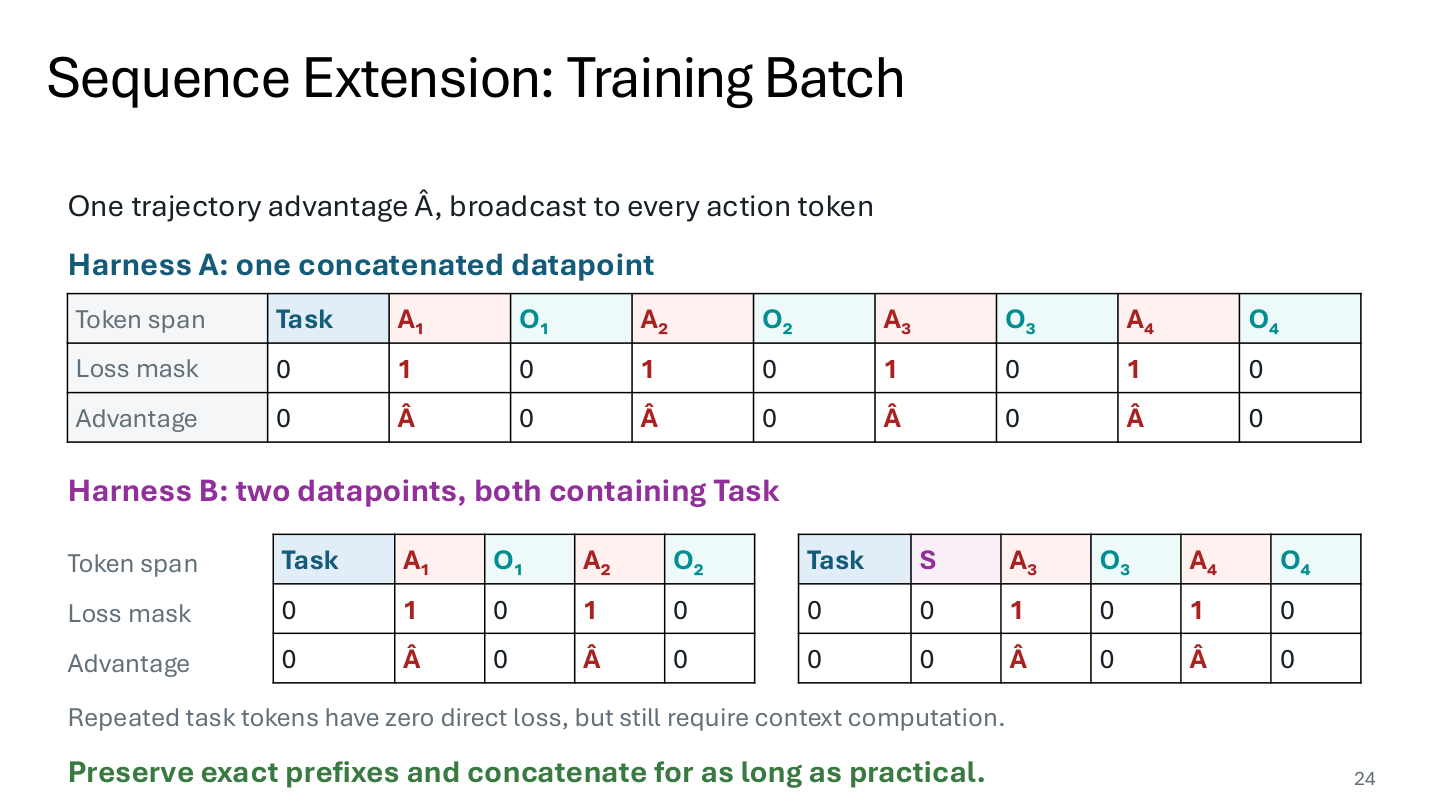 Sequence Extension: Training Batch
One trajectory advantage Â, broadcast to every action token
Harness A: one concatenated datapoint
Token span Task A₁ O₁ A₂ O₂ A₃ O₃ A₄ O₄
Loss mask 0 1 0 1 0 1 0 1 0
Advantage 0 Â 0 Â 0 Â 0 Â 0
Harness B: two datapoints, both containing Task
Token span Task A₁ O₁ A₂ O₂ Task S A₃ O₃ A₄ O₄
Loss mask 0 1 0 1 0 0 0 1 0 1 0
Advantage 0 Â 0 Â 0 0 0 Â 0 Â 0
Repeated task tokens have zero direct loss, but still require context computation.
Preserve exact prefixes and concatenate for as long as practical.
24